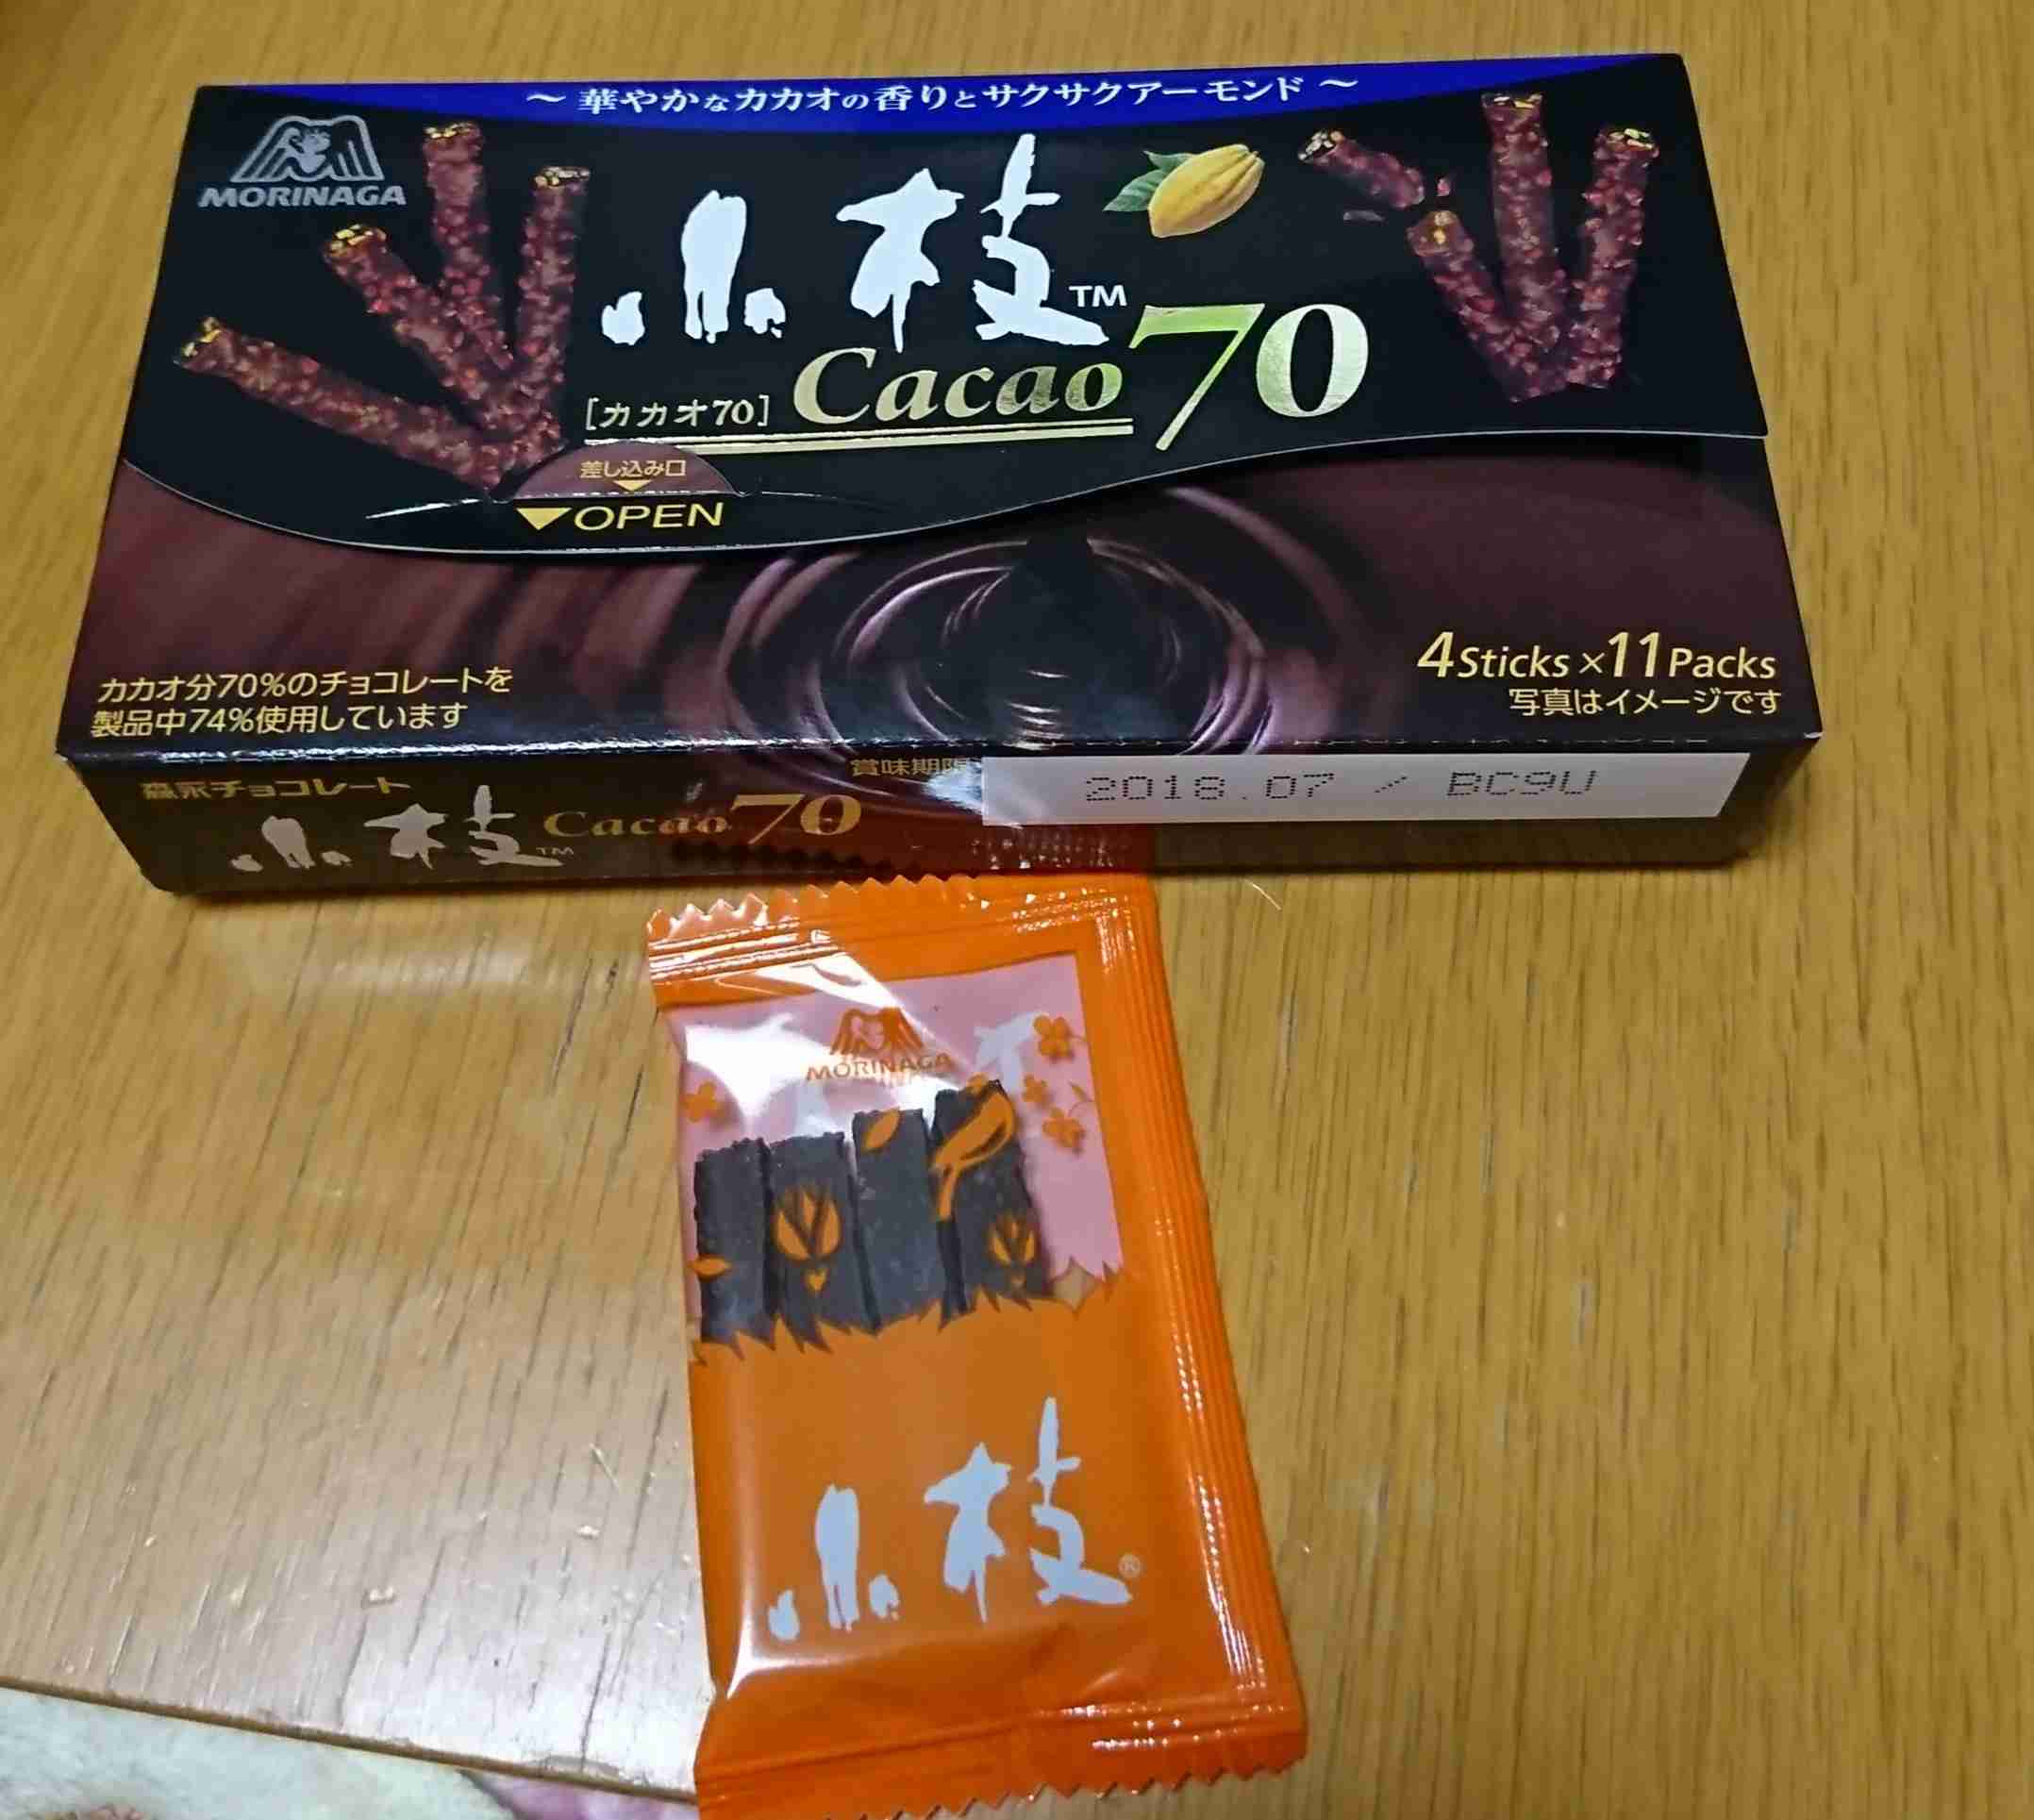 ~ 華やかなカカオの香りとサクサクアーモンド ~
MORINAGA
小枝™
[カカオ70] Cacao 70
差し込み口
OPEN
カカオ分70%のチョコレートを
製品中74%使用しています
4Sticks×11Packs
写真はイメージです
森永チョコレート
小枝™ Cacao 70
賞味期限
2018.07 / BC9U
MORINAGA
小枝®